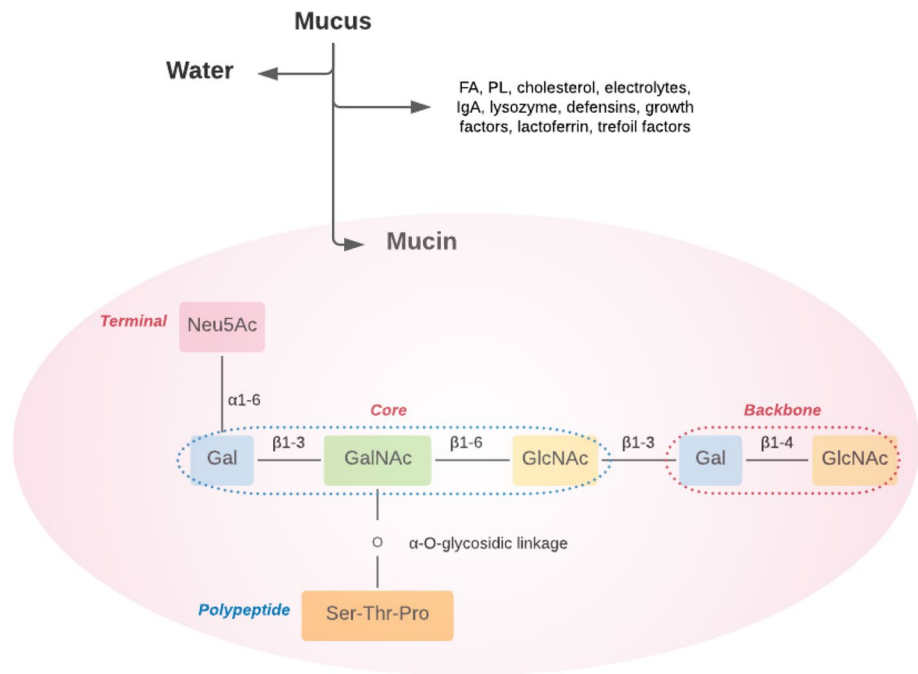 Mucus
Water
FA, PL, cholesterol, electrolytes,
IgA, lysozyme, defensins, growth
factors, lactoferrin, trefoil factors
Mucin
Terminal
Neu5Ac
α1-6
Core
Backbone
Gal
β1-3
GalNAc
β1-6
GlcNAc
β1-3
Gal
β1-4
GlcNAc
O
α-O-glycosidic linkage
Polypeptide
Ser-Thr-Pro